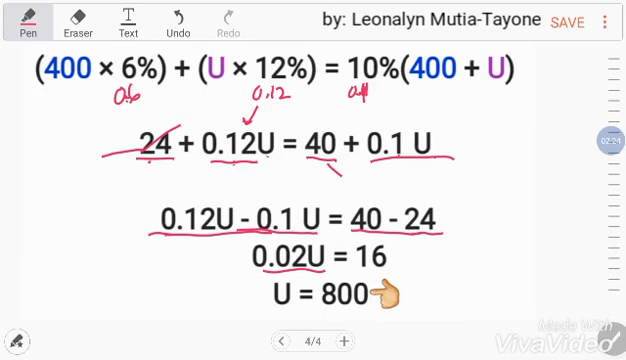 by: Leonalyn Mutia-Tayone
SAVE
Pen
Eraser
Text
Undo
Redo
(400 × 6%) + (U × 12%) = 10%(400 + U)
0.6 0.12 0.1
24 + 0.12U = 40 + 0.1 U
02:24
0.12U - 0.1 U = 40 - 24
0.02U = 16
U = 800
4/4
Made With
VivaVideo